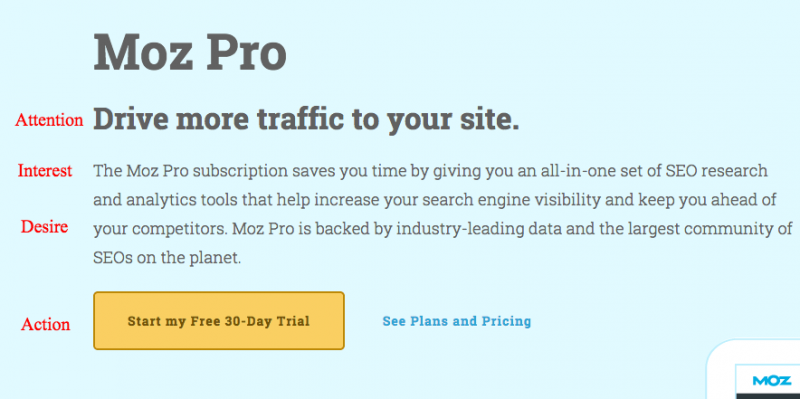 Moz Pro
Attention Drive more traffic to your site.
Interest The Moz Pro subscription saves you time by giving you an all-in-one set of SEO research
and analytics tools that help increase your search engine visibility and keep you ahead of
Desire your competitors. Moz Pro is backed by industry-leading data and the largest community of
SEOs on the planet.
Action Start my Free 30-Day Trial See Plans and Pricing
MOZ